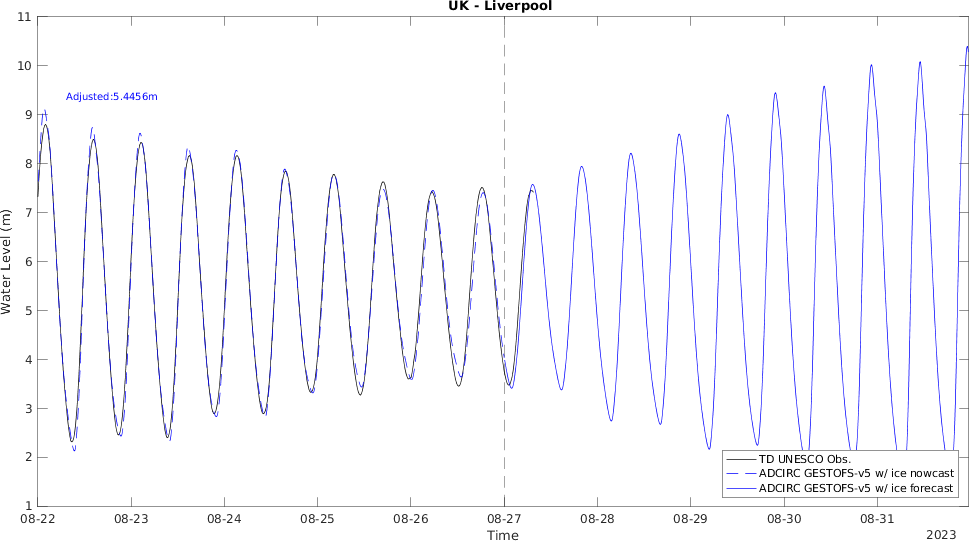 UK - Liverpool
11
10
9
8
7
6
5
4
3
2
1
Water Level (m)
Adjusted:5.4456m
TD UNESCO Obs.
ADCIRC GESTOFS-v5 w/ ice nowcast
ADCIRC GESTOFS-v5 w/ ice forecast
08-22 08-23 08-24 08-25 08-26 08-27 08-28 08-29 08-30 08-31
Time
2023